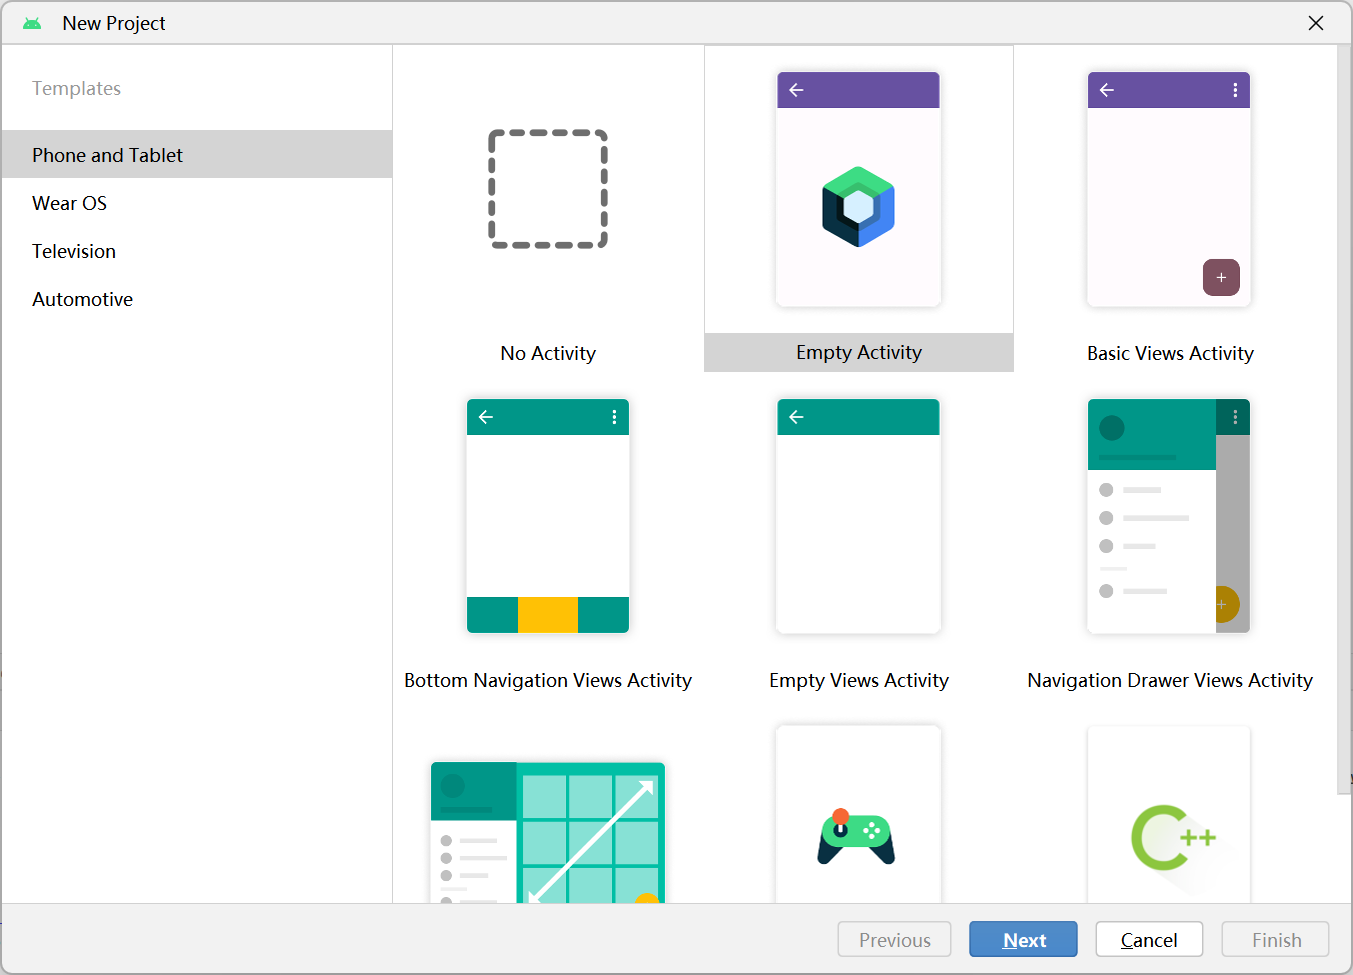 New Project
Templates
Phone and Tablet
Wear OS
Television
Automotive
No Activity
Empty Activity
Basic Views Activity
Bottom Navigation Views Activity
Empty Views Activity
Navigation Drawer Views Activity
C++
Previous
Next
Cancel
Finish